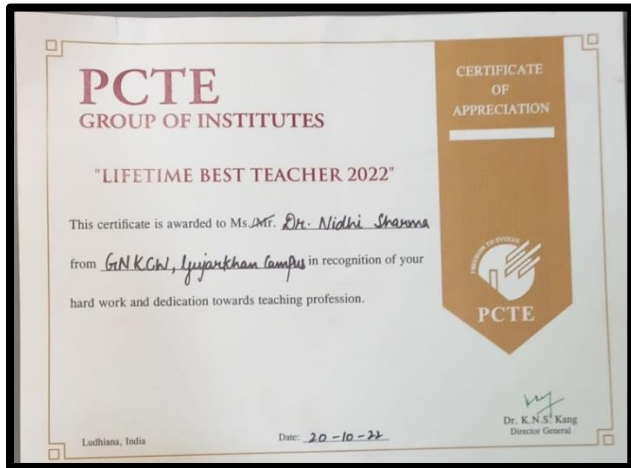 PCTE
GROUP OF INSTITUTES
CERTIFICATE
OF
APPRECIATION
"LIFETIME BEST TEACHER 2022"
This certificate is awarded to Ms./Mr. Dr. Nidhi Sharma
from GNKCW, Gujarkhan Campus in recognition of your
hard work and dedication towards teaching profession.
FREEDOM TO EVOLVE
PCTE
Dr. K.N.S. Kang
Director General
Ludhiana, India
Date: 20-10-22